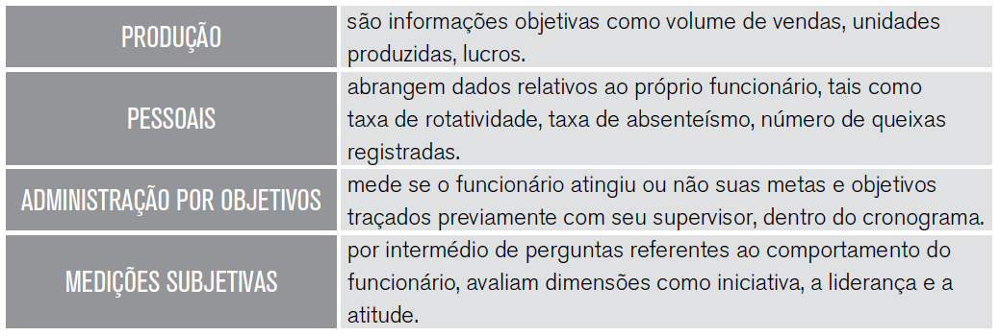 PRODUÇÃO
são informações objetivas como volume de vendas, unidades
produzidas, lucros.
PESSOAIS
abrangem dados relativos ao próprio funcionário, tais como
taxa de rotatividade, taxa de absenteísmo, número de queixas
registradas.
ADMINISTRAÇÃO POR OBJETIVOS
mede se o funcionário atingiu ou não suas metas e objetivos
traçados previamente com seu supervisor, dentro do cronograma.
MEDIÇÕES SUBJETIVAS
por intermédio de perguntas referentes ao comportamento do
funcionário, avaliam dimensões como iniciativa, a liderança e a
atitude.